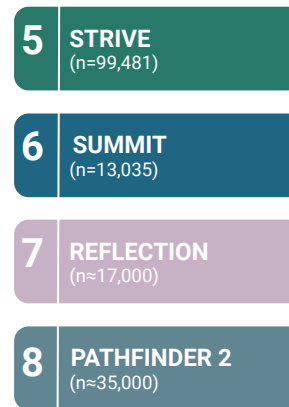 5 STRIVE
(n=99,481)
6 SUMMIT
(n=13,035)
7 REFLECTION
(n≈17,000)
8 PATHFINDER 2
(n≈35,000)